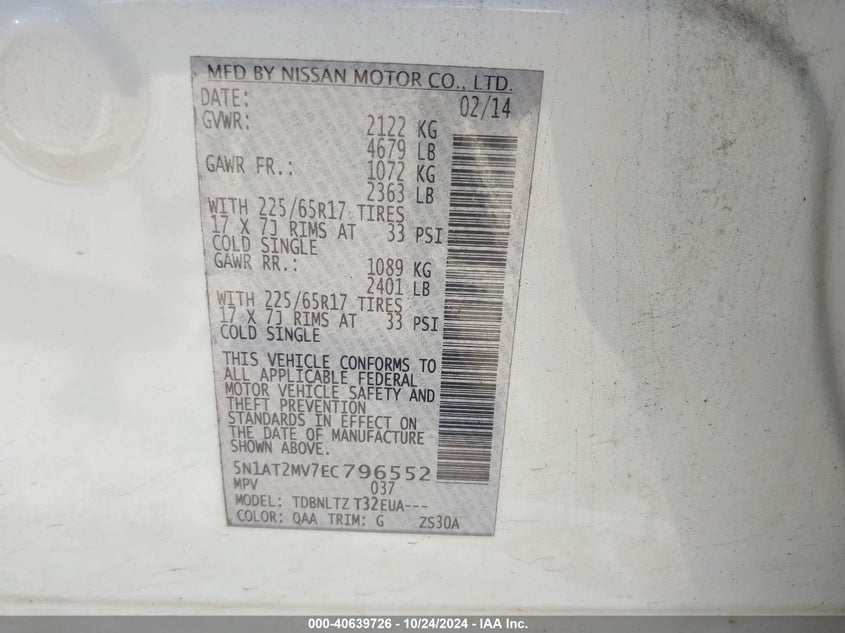 MFD BY NISSAN MOTOR CO., LTD.
DATE: 02/14
GVWR: 2122 KG
4679 LB
GAWR FR.: 1072 KG
2363 LB
WITH 225/65R17 TIRES
17 X 7J RIMS AT 33 PSI
COLD SINGLE
GAWR RR.: 1089 KG
2401 LB
WITH 225/65R17 TIRES
17 X 7J RIMS AT 33 PSI
COLD SINGLE
THIS VEHICLE CONFORMS TO
ALL APPLICABLE FEDERAL
MOTOR VEHICLE SAFETY AND
THEFT PREVENTION
STANDARDS IN EFFECT ON
THE DATE OF MANUFACTURE
SHOWN ABOVE.
5N1AT2MV7EC796552
MPV 037
MODEL: TDBNLTZ T32EUA---
COLOR: QAA TRIM: G ZS30A
000-40639726 - 10/24/2024 - IAA Inc.